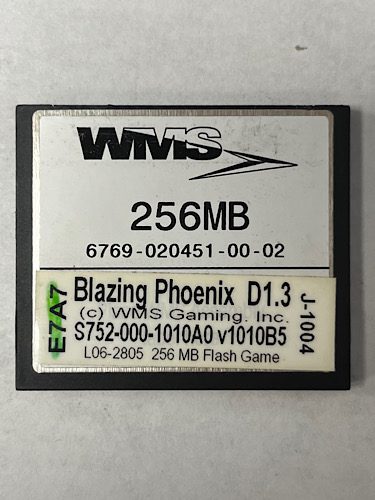 WMS
256MB
6769-020451-00-02
E7A7
Blazing Phoenix D1.3
(c) WMS Gaming. Inc.
S752-000-1010A0 v1010B5
L06-2805 256 MB Flash Game
J-1004